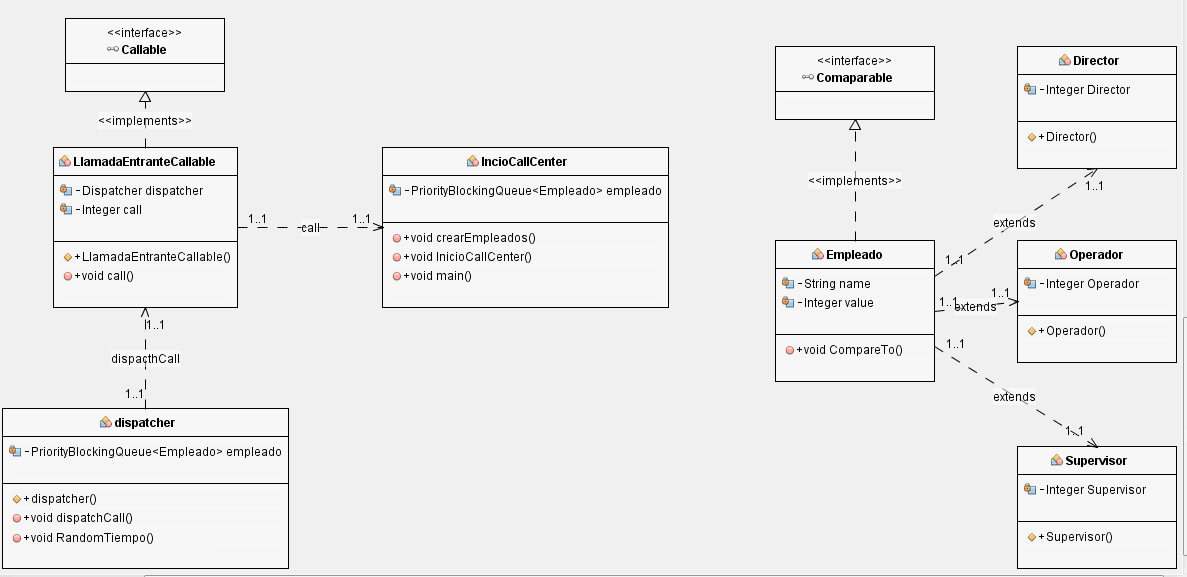 <<interface>>
Callable
<<implements>>
LlamadaEntranteCallable
-Dispatcher dispatcher
-Integer call
+LlamadaEntranteCallable()
+void call()
1..1
call
1..1
IncioCallCenter
-PriorityBlockingQueue<Empleado> empleado
+void crearEmpleados()
+void InicioCallCenter()
+void main()
1..1
dispacthCall
1..1
dispatcher
-PriorityBlockingQueue<Empleado> empleado
+dispatcher()
+void dispatchCall()
+void RandomTiempo()
<<interface>>
Comaparable
<<implements>>
Empleado
-String name
-Integer value
+void CompareTo()
1..1
extends
1..1
Director
-Integer Director
+Director()
1..1
extends
1..1
Operador
-Integer Operador
+Operador()
1..1
extends
1..1
Supervisor
-Integer Supervisor
+Supervisor()